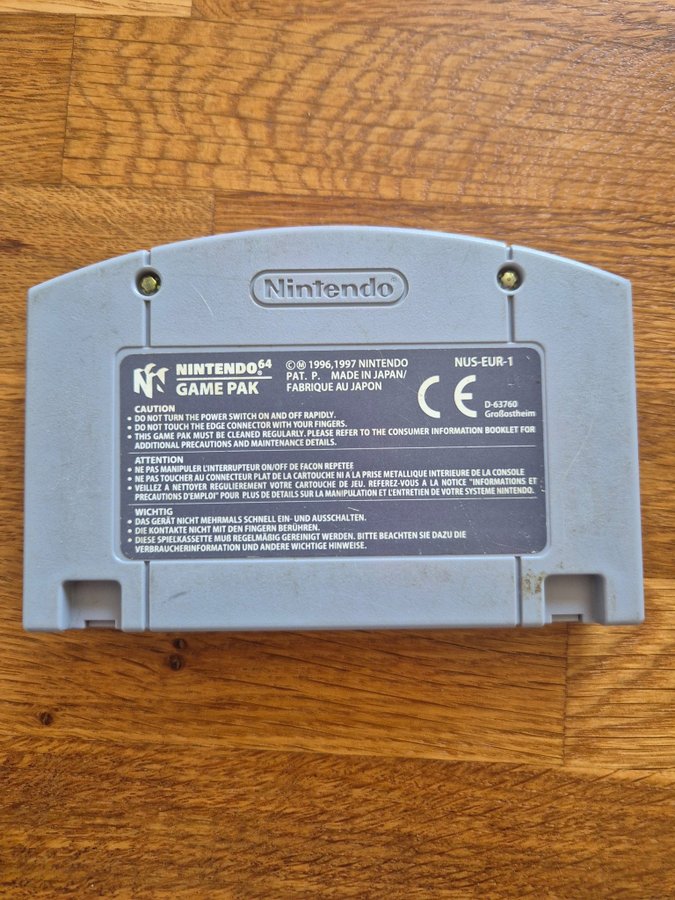 Nintendo
NINTENDO 64
GAME PAK
©Ⓜ 1996,1997 NINTENDO
PAT. P. MADE IN JAPAN/
FABRIQUE AU JAPON
NUS-EUR-1
CE
D-63760
Großostheim
CAUTION
• DO NOT TURN THE POWER SWITCH ON AND OFF RAPIDLY.
• DO NOT TOUCH THE EDGE CONNECTOR WITH YOUR FINGERS.
• THIS GAME PAK MUST BE CLEANED REGULARLY. PLEASE REFER TO THE CONSUMER INFORMATION BOOKLET FOR
ADDITIONAL PRECAUTIONS AND MAINTENANCE DETAILS.
ATTENTION
• NE PAS MANIPULER L'INTERRUPTEUR ON/OFF DE FACON REPETEE
• NE PAS TOUCHER AU CONNECTEUR PLAT DE LA CARTOUCHE NI A LA PRISE METALLIQUE INTERIEURE DE LA CONSOLE
• VEILLEZ A NETTOYER REGULIEREMENT VOTRE CARTOUCHE DE JEU. REFEREZ-VOUS À LA NOTICE "INFORMATIONS ET
PRECAUTIONS D'EMPLOI" POUR PLUS DE DETAILS SUR LA MANIPULATION ET L'ENTRETIEN DE VOTRE SYSTEME NINTENDO.
WICHTIG
• DAS GERÄT NICHT MEHRMALS SCHNELL EIN- UND AUSSCHALTEN.
• DIE KONTAKTE NICHT MIT DEN FINGERN BERÜHREN.
• DIESE SPIELKASSETTE MUß REGELMÄßIG GEREINIGT WERDEN. BITTE BEACHTEN SIE DAZU DIE
VERBRAUCHERINFORMATION UND ANDERE WICHTIGE HINWEISE.